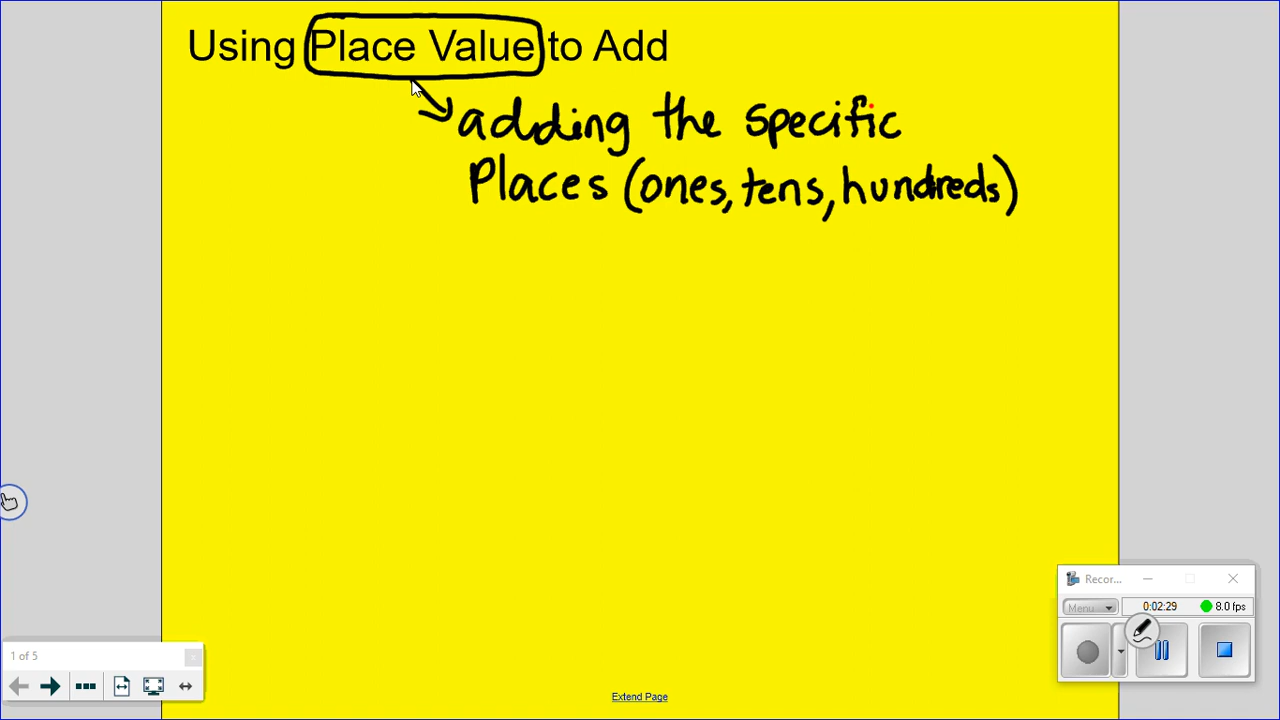 Using Place Value to Add
adding the specific
Places (ones, tens, hundreds)
Recor...
Menu
0:02:29
8.0 fps
1 of 5
Extend Page